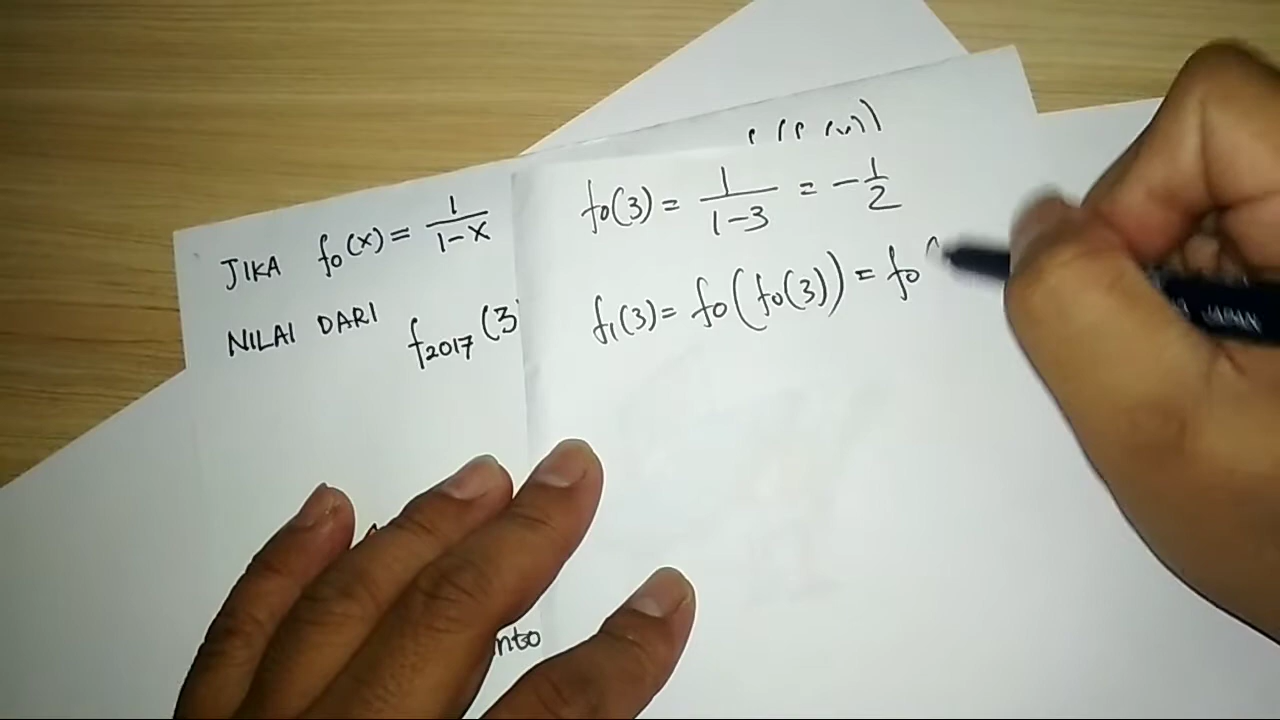 JIKA f₀(x) = 1/(1-x)
NILAI DARI
f₂₀₁₇(3
f₀(3) = 1/(1-3) = -1/2
f₁(3) = f₀(f₀(3)) = f₀
JAPAN